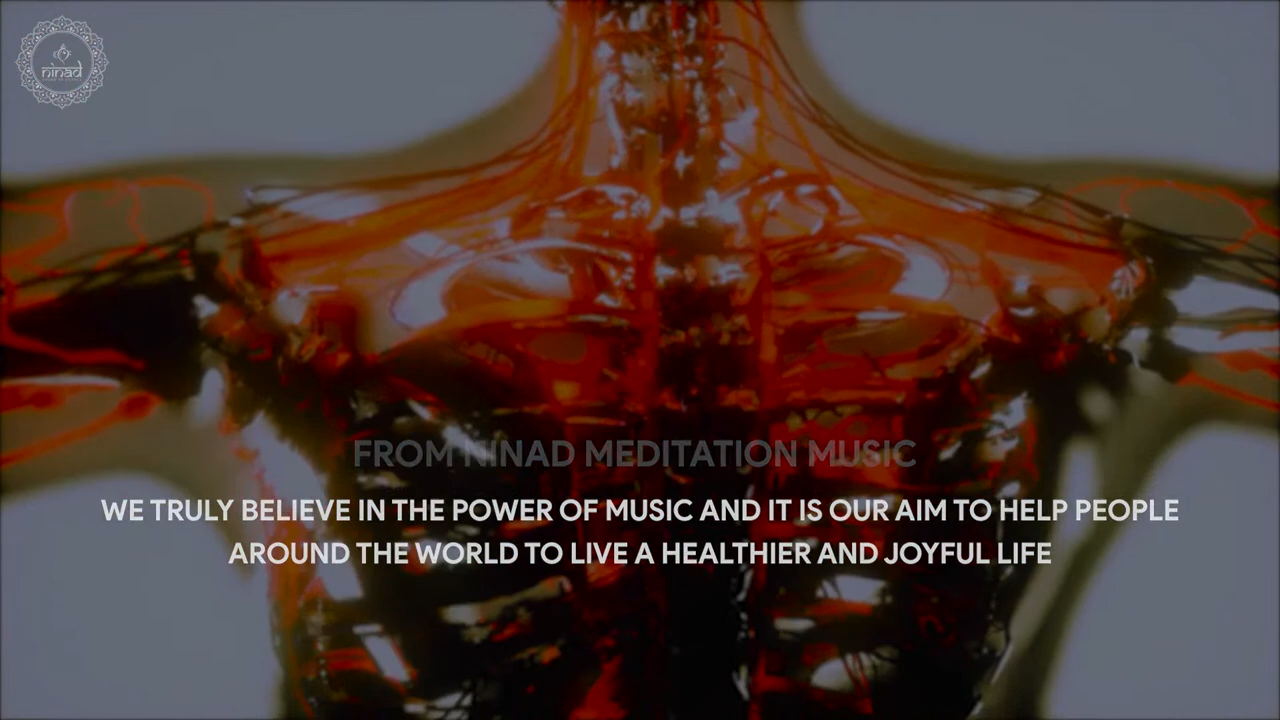 ninad
FROM NINAD MEDITATION MUSIC
WE TRULY BELIEVE IN THE POWER OF MUSIC AND IT IS OUR AIM TO HELP PEOPLE
AROUND THE WORLD TO LIVE A HEALTHIER AND JOYFUL LIFE